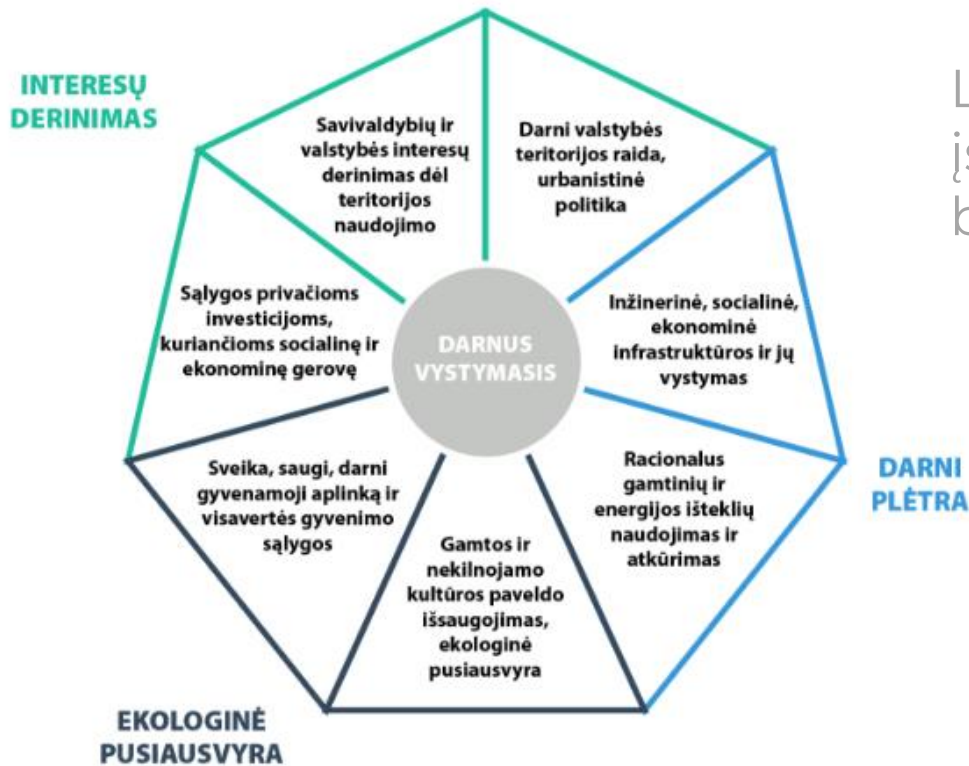 INTERESŲ
DERINIMAS
Savivaldybių ir
valstybės interesų
derinimas dėl
teritorijos
naudojimo
Darni valstybės
teritorijos raida,
urbanistinė
politika
Sąlygos privačioms
investicijoms,
kuriančioms socialinę ir
ekonominę gerovę
DARNUS
VYSTYMASIS
Inžinerinė, socialinė,
ekonominė
infrastruktūros ir jų
vystymas
Sveika, saugi, darni
gyvenamoji aplinką ir
visavertės gyvenimo
sąlygos
Gamtos ir
nekilnojamo
kultūros paveldo
išsaugojimas,
ekologinė
pusiausvyra
Racionalus
gamtinių ir
energijos išteklių
naudojimas ir
atkūrimas
DARNI
PLĖTRA
EKOLOGINĖ
PUSIAUSVYRA